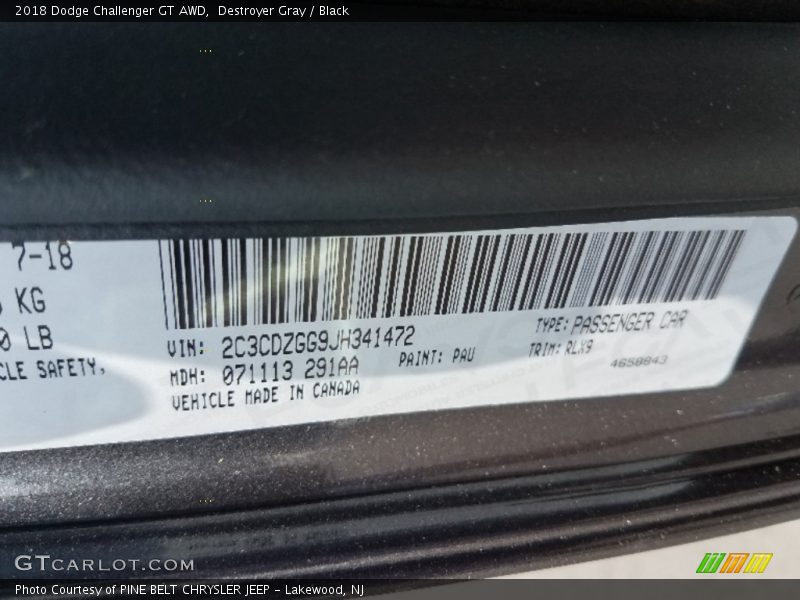 2018 Dodge Challenger GT AWD, Destroyer Gray / Black
7-18
KG
0 LB
CLE SAFETY,
VIN: 2C3CDZGG9JH341472
TYPE: PASSENGER CAR
MDH: 071113 291AA
PAINT: PAU
TRIM: RLX9
VEHICLE MADE IN CANADA
4658843
GTCARLOT.COM
Photo Courtesy of PINE BELT CHRYSLER JEEP - Lakewood, NJ